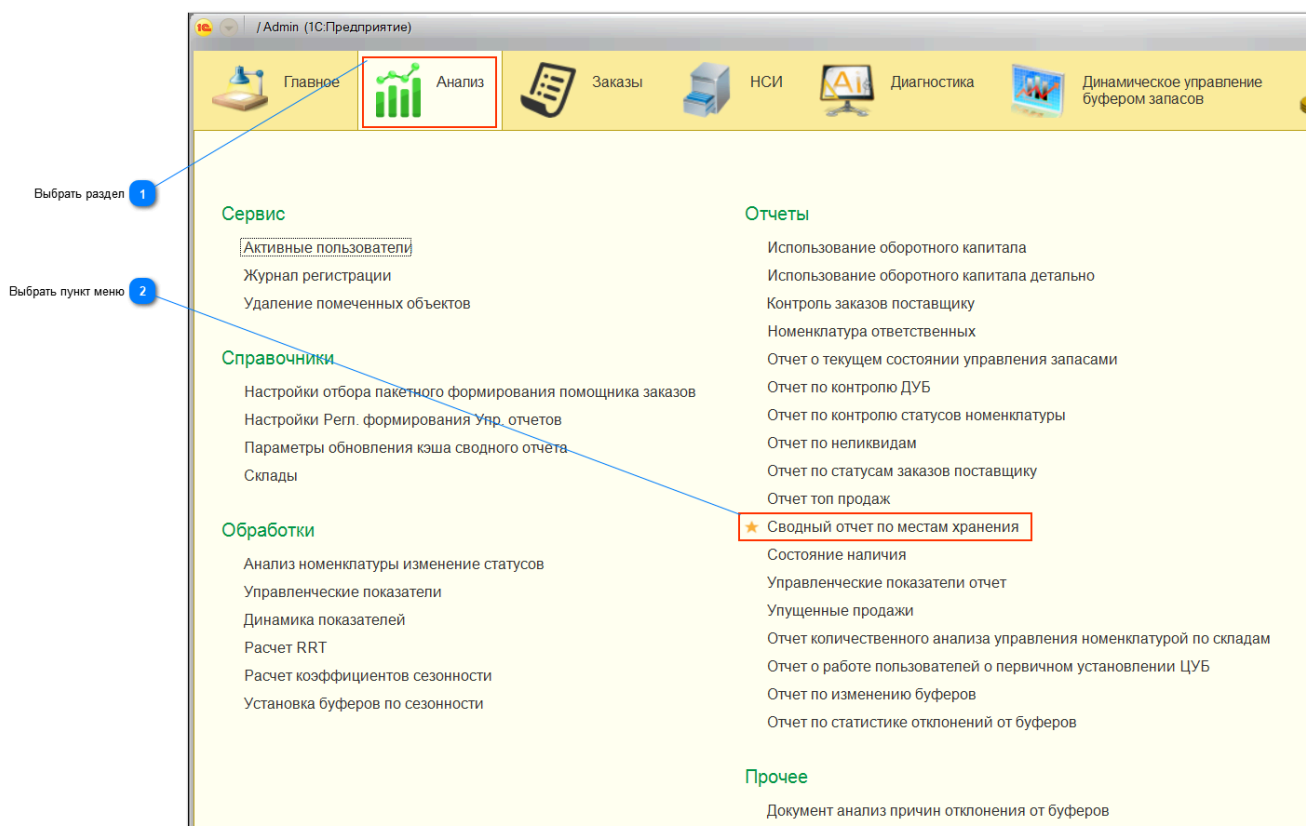 1С / Admin (1С:Предприятие)
Главное
Анализ
Заказы
НСИ
Ai
Диагностика
Динамическое управление
буфером запасов
Выбрать раздел 1
Выбрать пункт меню 2
Сервис
Активные пользователи
Журнал регистрации
Удаление помеченных объектов
Справочники
Настройки отбора пакетного формирования помощника заказов
Настройки Регл. формирования Упр. отчетов
Параметры обновления кэша сводного отчета
Склады
Обработки
Анализ номенклатуры изменение статусов
Управленческие показатели
Динамика показателей
Расчет RRT
Расчет коэффициентов сезонности
Установка буферов по сезонности
Отчеты
Использование оборотного капитала
Использование оборотного капитала детально
Контроль заказов поставщику
Номенклатура ответственных
Отчет о текущем состоянии управления запасами
Отчет по контролю ДУБ
Отчет по контролю статусов номенклатуры
Отчет по неликвидам
Отчет по статусам заказов поставщику
Отчет топ продаж
Сводный отчет по местам хранения
Состояние наличия
Управленческие показатели отчет
Упущенные продажи
Отчет количественного анализа управления номенклатурой по складам
Отчет о работе пользователей о первичном установлении ЦУБ
Отчет по изменению буферов
Отчет по статистике отклонений от буферов
Прочее
Документ анализ причин отклонения от буферов